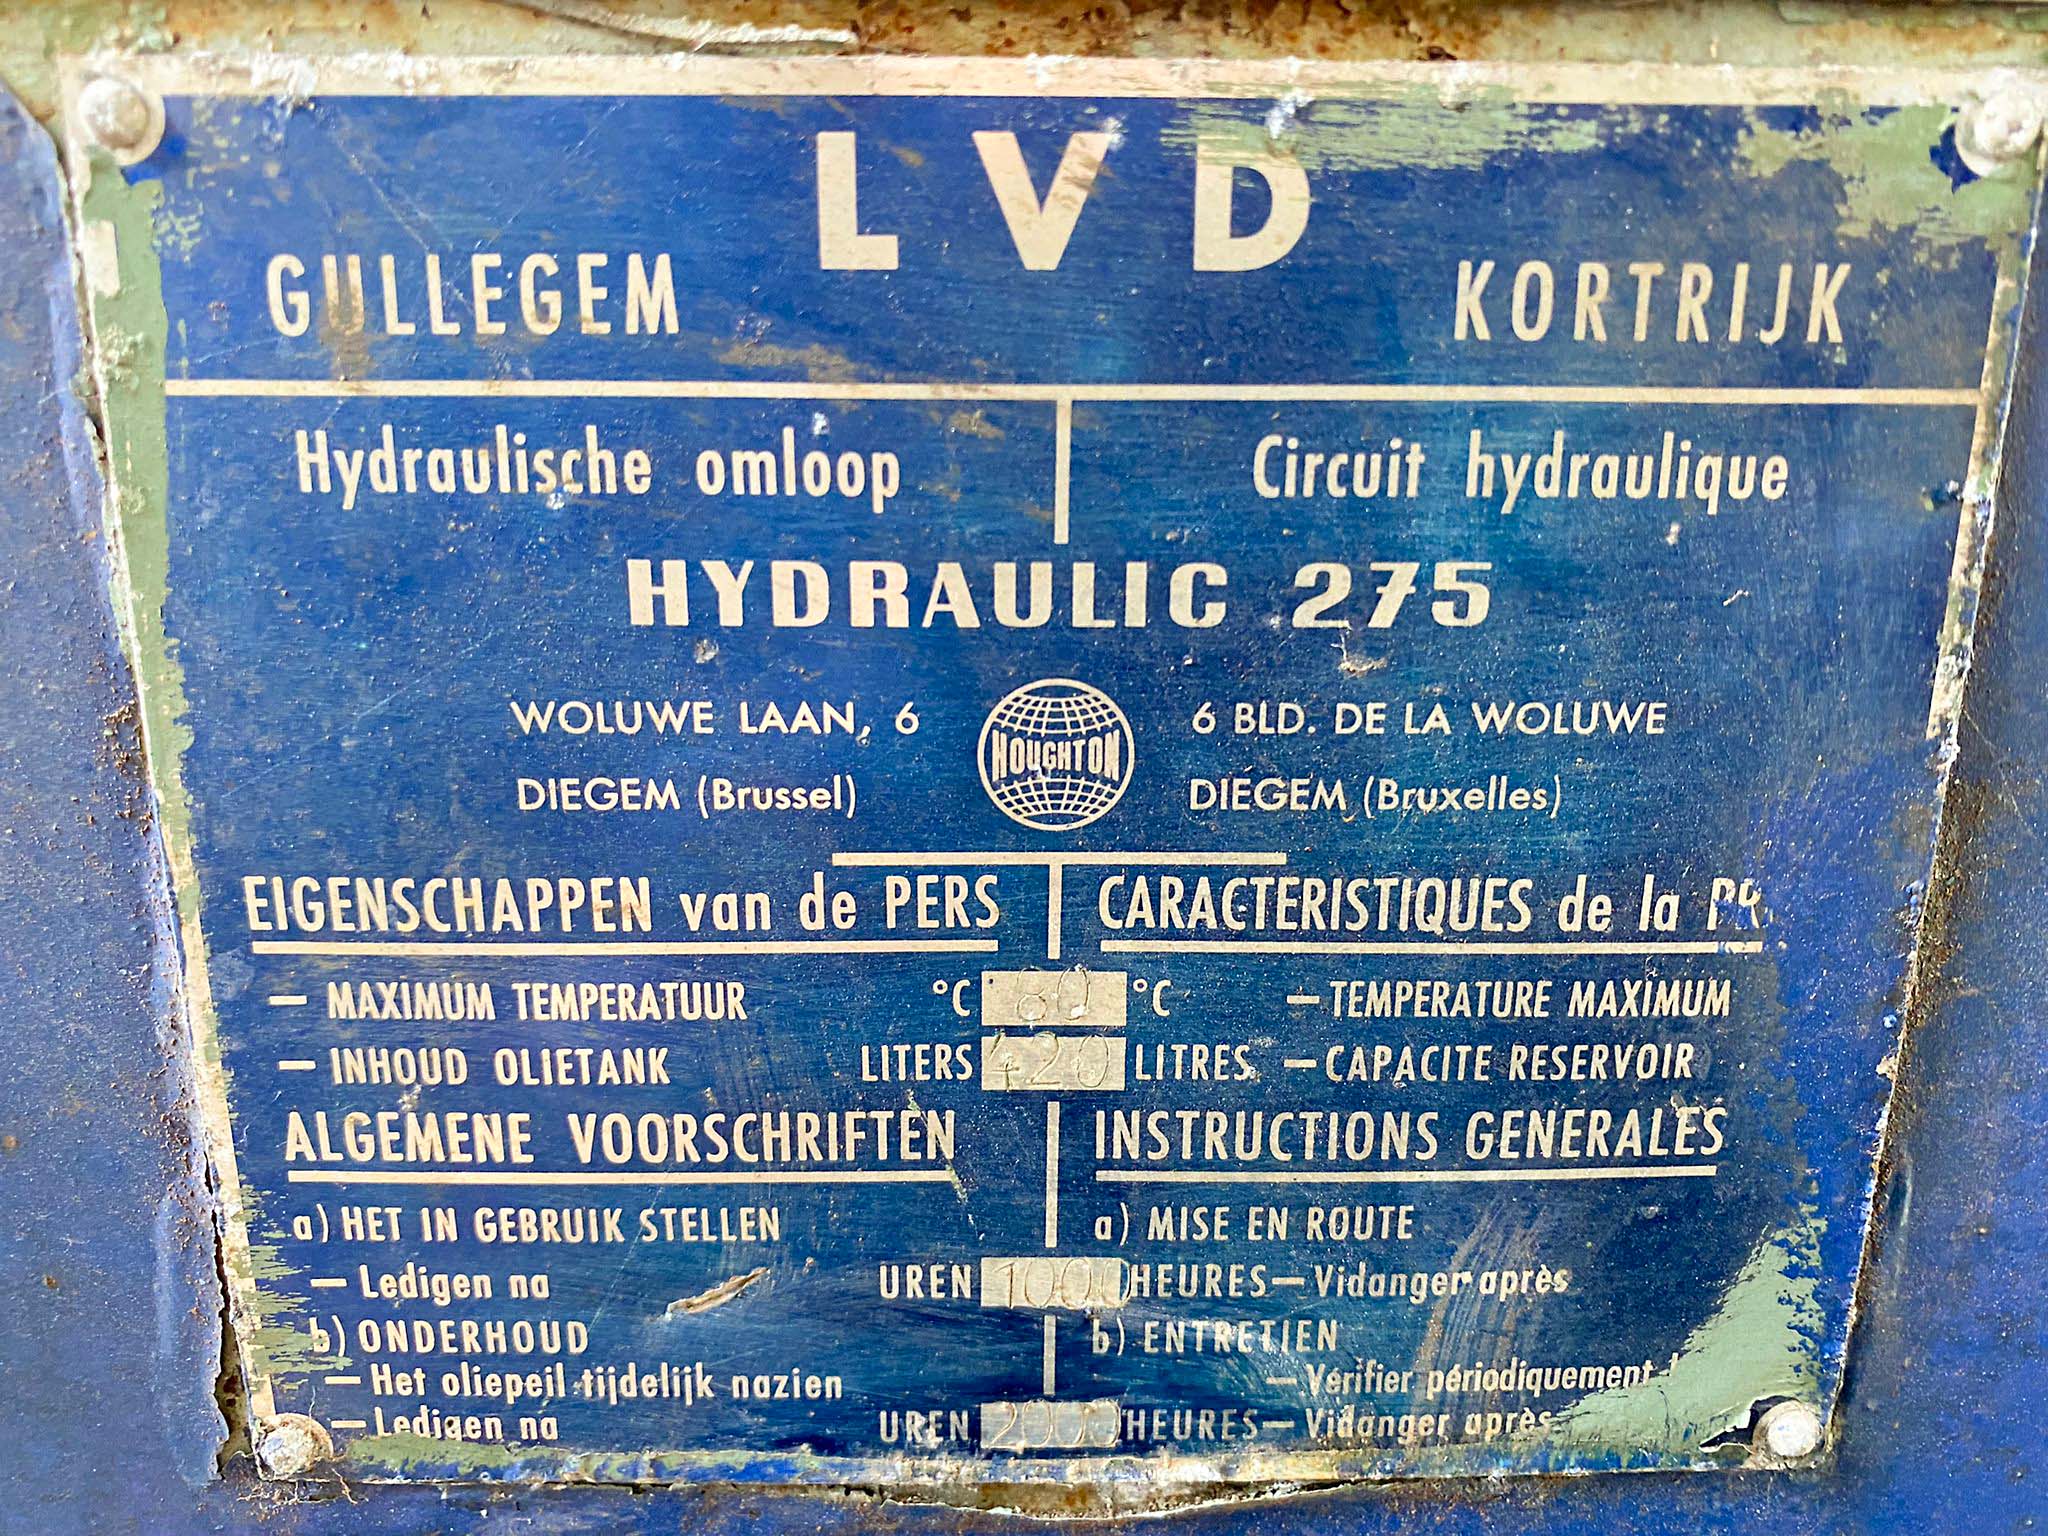 LVD
GULLEGEM KORTRIJK
Hydraulische omloop Circuit hydraulique
HYDRAULIC 275
WOLUWE LAAN, 6 6 BLD. DE LA WOLUWE
HOUGHTON
DIEGEM (Brussel) DIEGEM (Bruxelles)
EIGENSCHAPPEN van de PERS CARACTERISTIQUES de la
— MAXIMUM TEMPERATUUR °C 60 °C — TEMPERATURE MAXIMUM
— INHOUD OLIETANK LITERS 420 LITRES — CAPACITE RESERVOIR
ALGEMENE VOORSCHRIFTEN INSTRUCTIONS GENERALES
a) HET IN GEBRUIK STELLEN a) MISE EN ROUTE
— Ledigen na UREN 1000 HEURES — Vidanger après
b) ONDERHOUD b) ENTRETIEN
— Het oliepeil tijdelijk nazien — Vérifier périodiquement
— Ledigen na UREN 2000 HEURES — Vidanger après